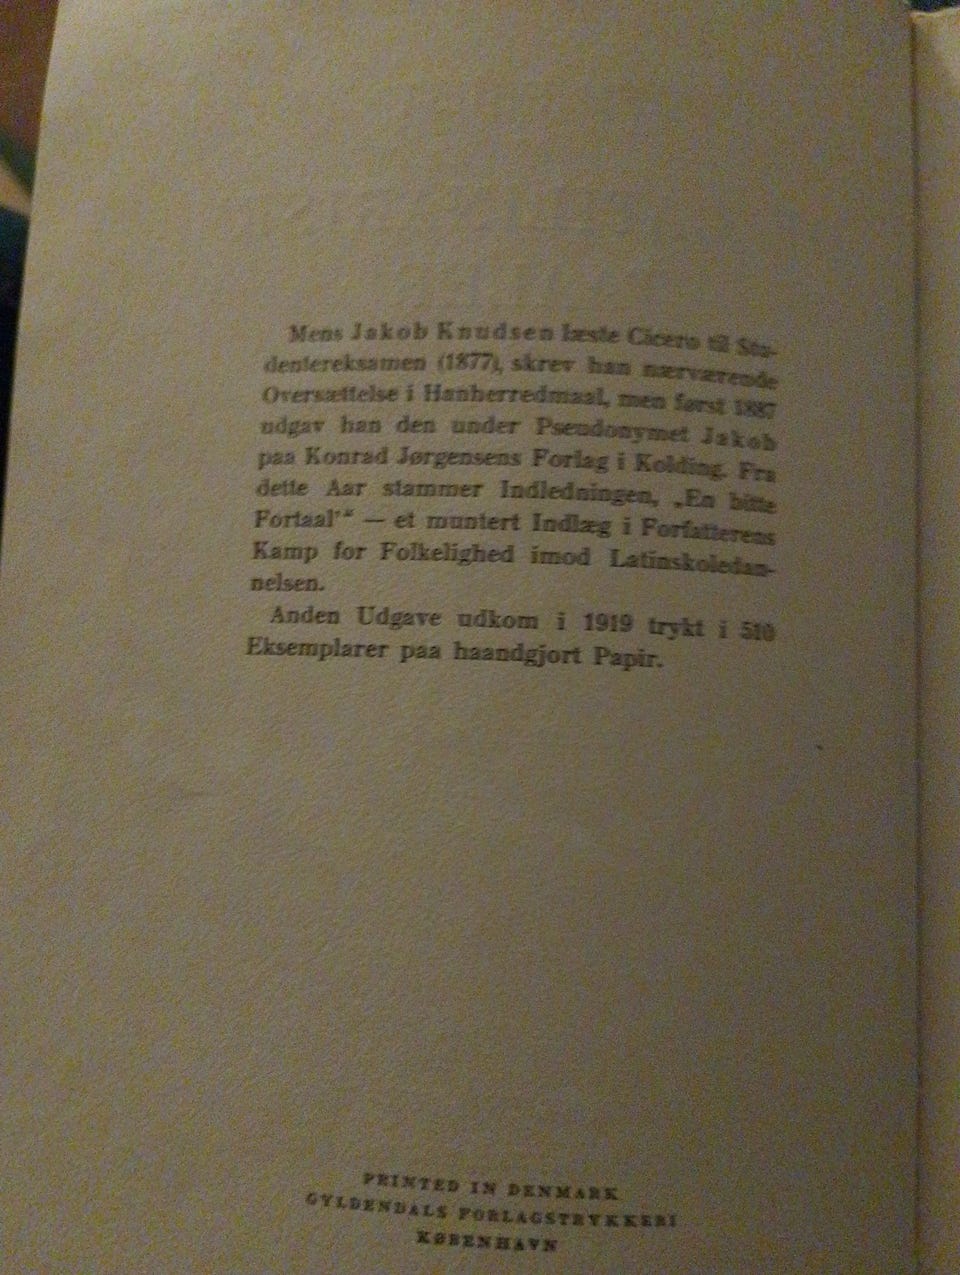 Mens Jakob Knudsen læste Cicero til Stu-
dentereksamen (1877), skrev han nærværende
Oversættelse i Hanherredmaal, men først 1887
udgav han den under Pseudonymet Jakob
paa Konrad Jørgensens Forlag i Kolding. Fra
dette Aar stammer Indledningen, „En bitte
Fortaal'“ — et muntert Indlæg i Forfatterens
Kamp for Folkelighed imod Latinskoledan-
nelsen.
Anden Udgave udkom i 1919 trykt i 510
Eksemplarer paa haandgjort Papir.
PRINTED IN DENMARK
GYLDENDALS FORLAGSTRYKKERI
KØBENHAVN